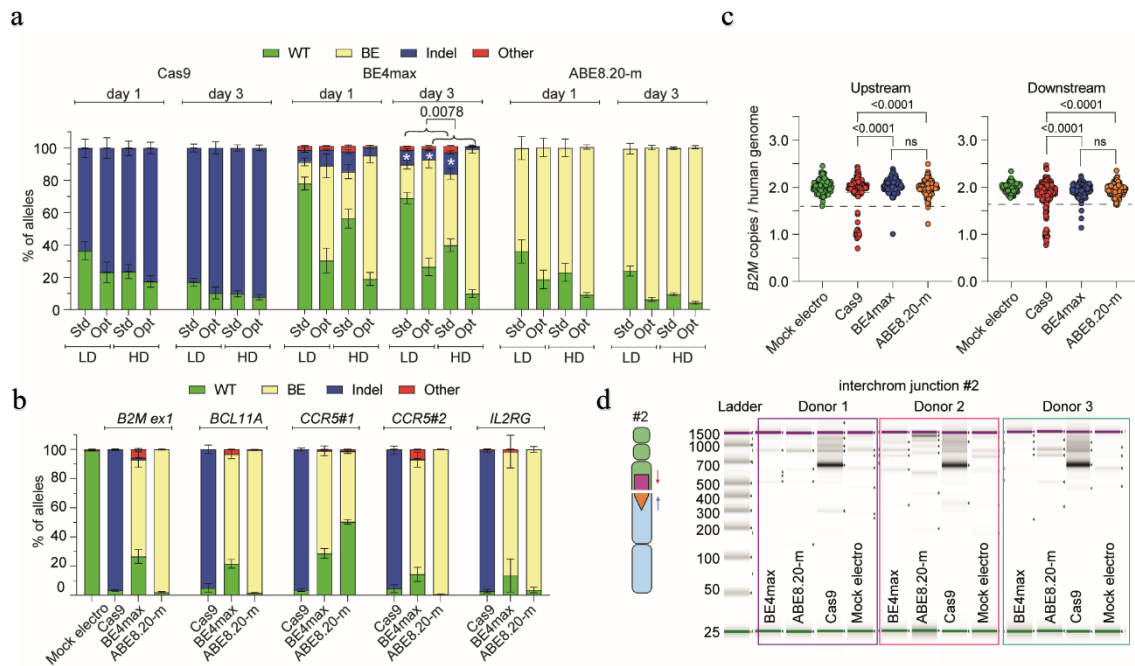 a
WT BE Indel Other
Cas9 BE4max ABE8.20-m
day 1 day 3 day 1 day 3 day 1 day 3
0.0078
% of alleles
100
80
60
40
20
0
* * *
Std Opt Std Opt Std Opt Std Opt Std Opt Std Opt Std Opt Std Opt Std Opt Std Opt Std Opt Std Opt
LD HD LD HD LD HD LD HD LD HD LD HD
b
WT BE Indel Other
B2M ex1 BCL11A CCR5#1 CCR5#2 IL2RG
% of alleles
100
80
60
40
20
0
Mock electro Cas9 BE4max ABE8.20-m Cas9 BE4max ABE8.20-m Cas9 BE4max ABE8.20-m Cas9 BE4max ABE8.20-m Cas9 BE4max ABE8.20-m
c
Upstream Downstream
<0.0001 <0.0001
<0.0001 ns <0.0001 ns
B2M copies / human genome
3.0 3.0
2.0 2.0
1.0 1.0
0.0 0.0
Mock electro Cas9 BE4max ABE8.20-m Mock electro Cas9 BE4max ABE8.20-m
d
interchrom junction #2
#2
Ladder Donor 1 Donor 2 Donor 3
1500
1000
700
500
400
300
200
100
50
25
BE4max ABE8.20-m Cas9 Mock electro BE4max ABE8.20-m Cas9 Mock electro BE4max ABE8.20-m Cas9 Mock electro